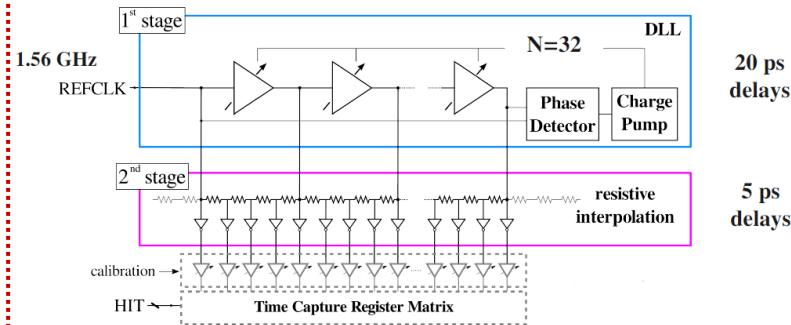 1st stage
DLL
N=32
1.56 GHz
REFCLK
20 ps
delays
Phase
Detector
Charge
Pump
2nd stage
resistive
interpolation
5 ps
delays
calibration
HIT
Time Capture Register Matrix